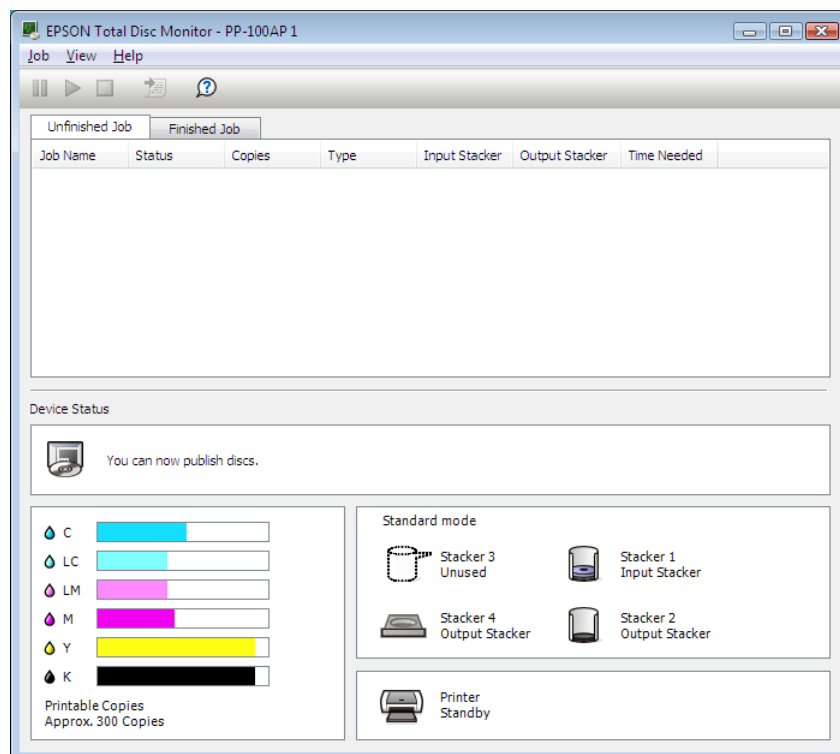 EPSON Total Disc Monitor - PP-100AP 1
Job View Help
Unfinished Job Finished Job
Job Name Status Copies Type Input Stacker Output Stacker Time Needed
Device Status
You can now publish discs.
C
LC
LM
M
Y
K
Printable Copies
Approx. 300 Copies
Standard mode
Stacker 3
Unused
Stacker 1
Input Stacker
Stacker 4
Output Stacker
Stacker 2
Output Stacker
Printer
Standby